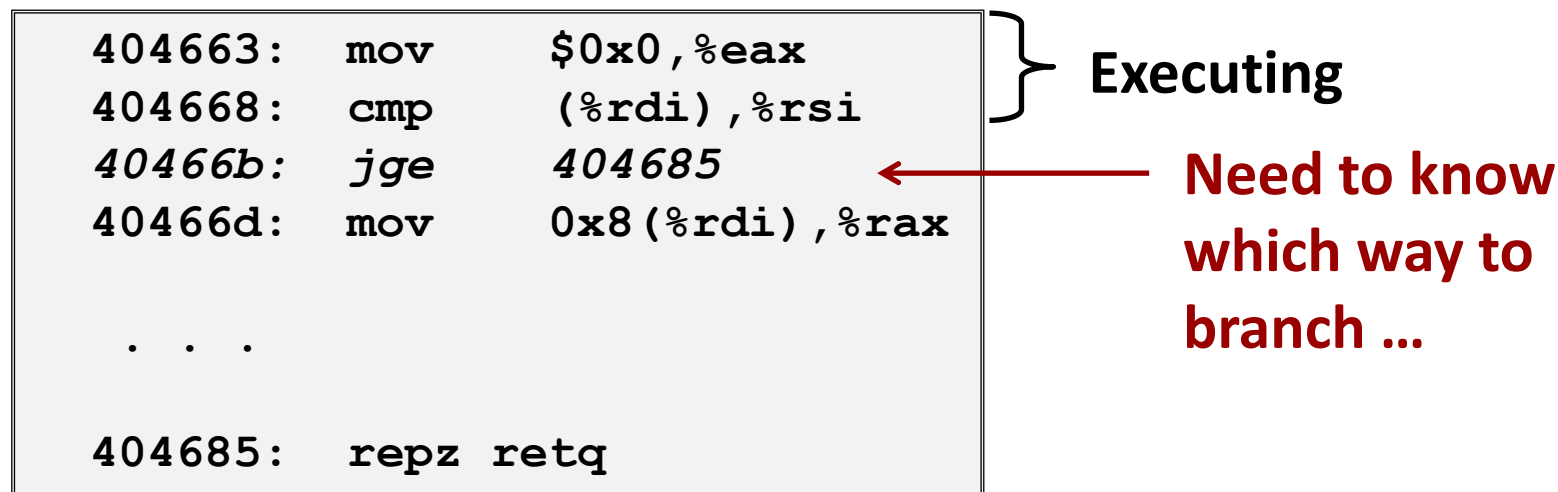 404663: mov $0x0,%eax
404668: cmp (%rdi),%rsi
40466b: jge 404685
40466d: mov 0x8(%rdi),%rax
. . .
404685: repz retq
Executing
Need to know
which way to
branch …